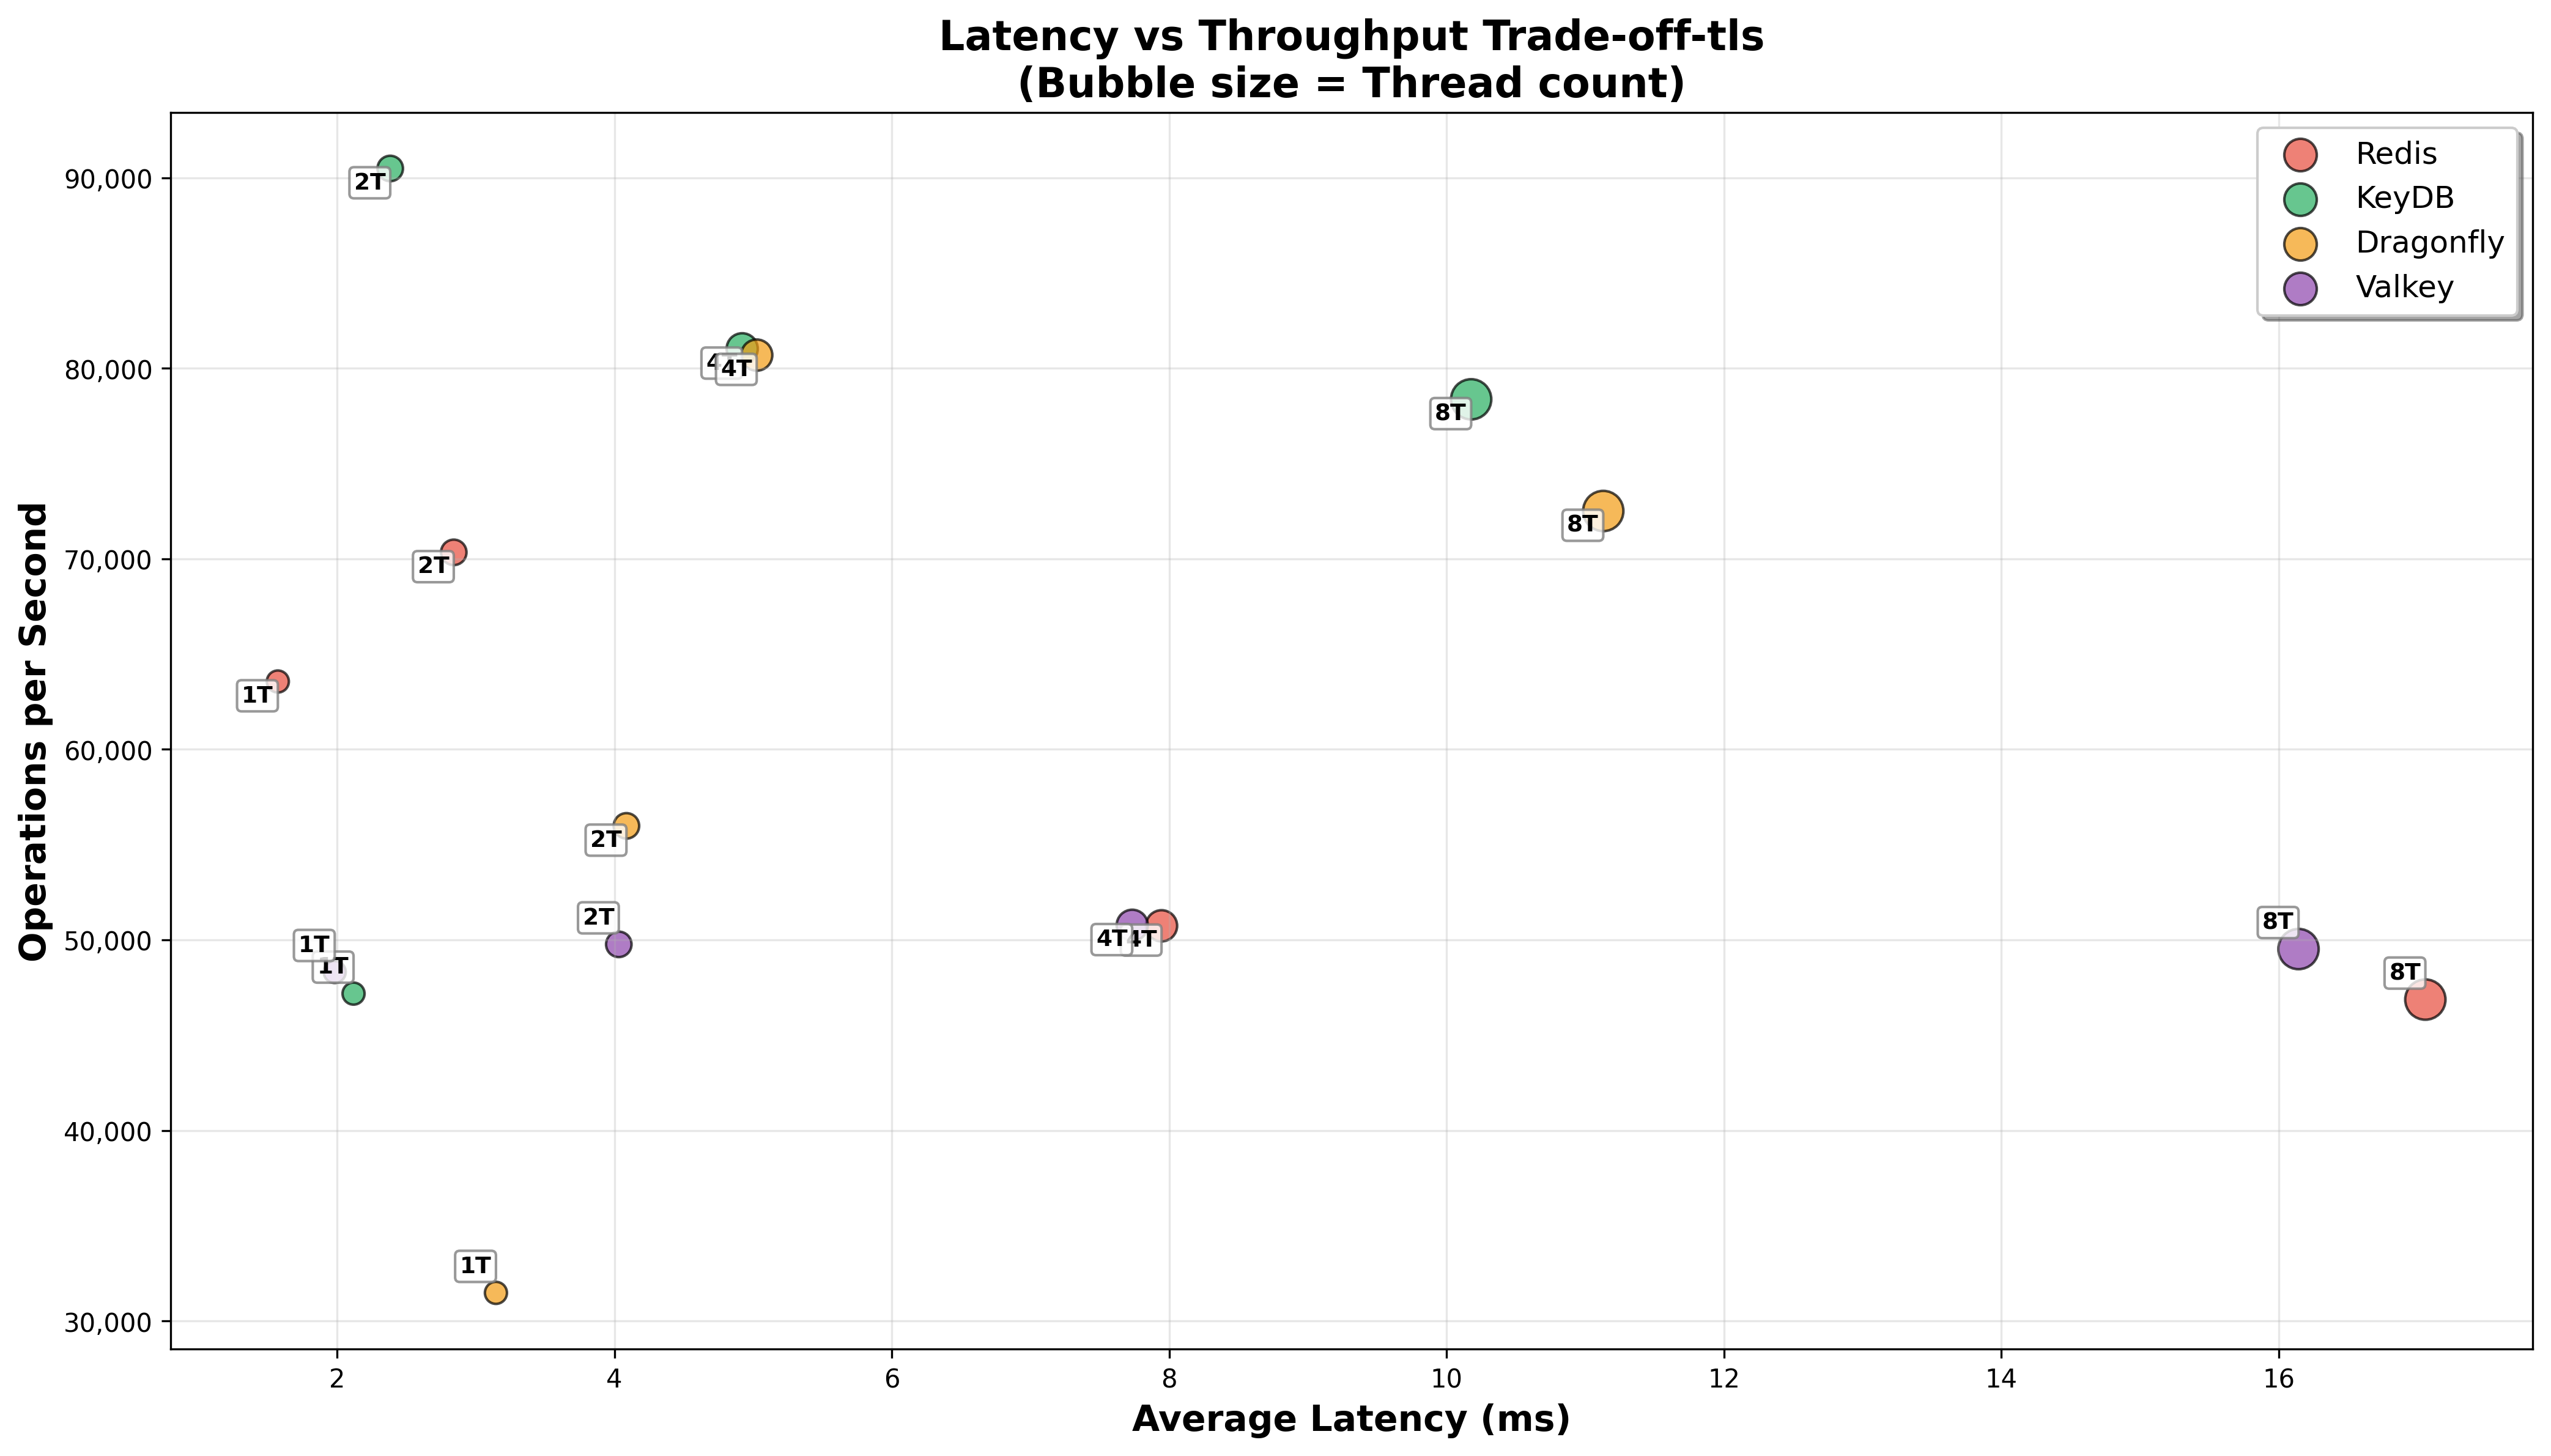 Latency vs Throughput Trade-off-tls
(Bubble size = Thread count)
Operations per Second
90,000
80,000
70,000
60,000
50,000
40,000
30,000
2T
4T
8T
8T
2T
1T
2T
2T
1T
1T
4T
4T
8T
8T
1T
Redis
KeyDB
Dragonfly
Valkey
2
4
6
8
10
12
14
16
Average Latency (ms)